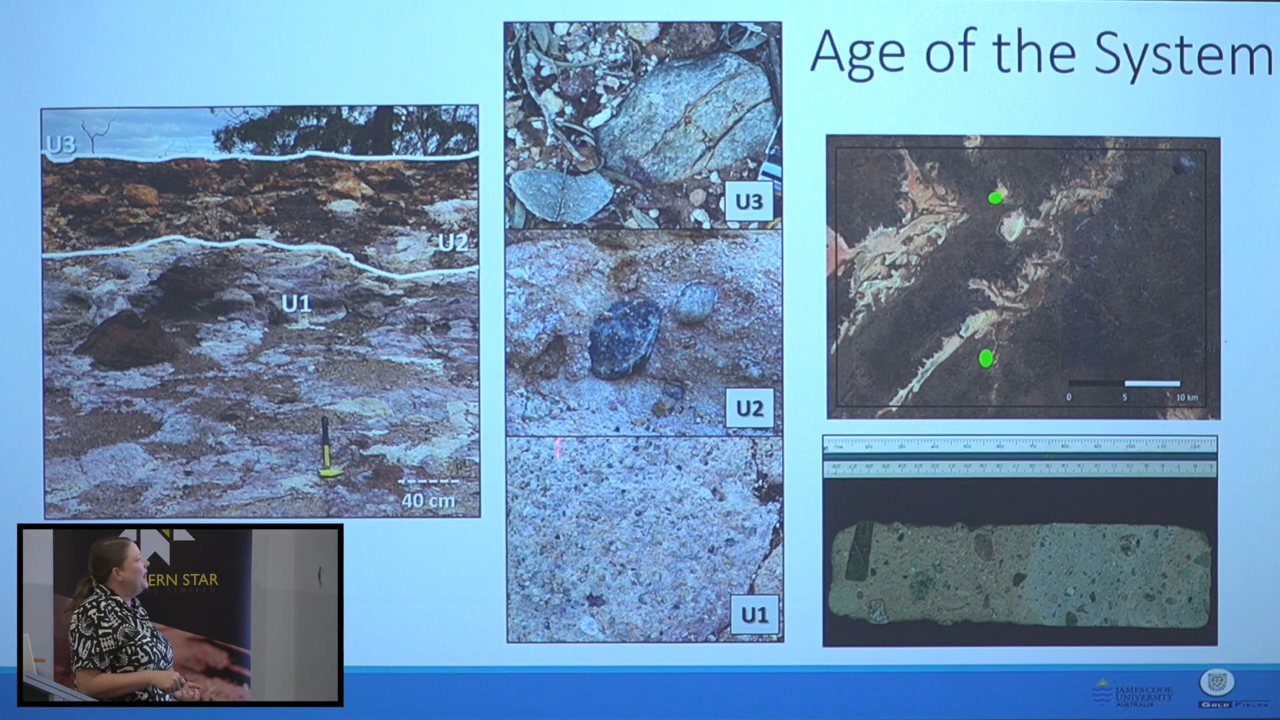 Age of the System
U3
U2
U1
40 cm
U3
U2
U1
0 5 10 km
ERN STAR
LIMITED
JAMES COOK
UNIVERSITY
AUSTRALIA
GOLD FIELDS